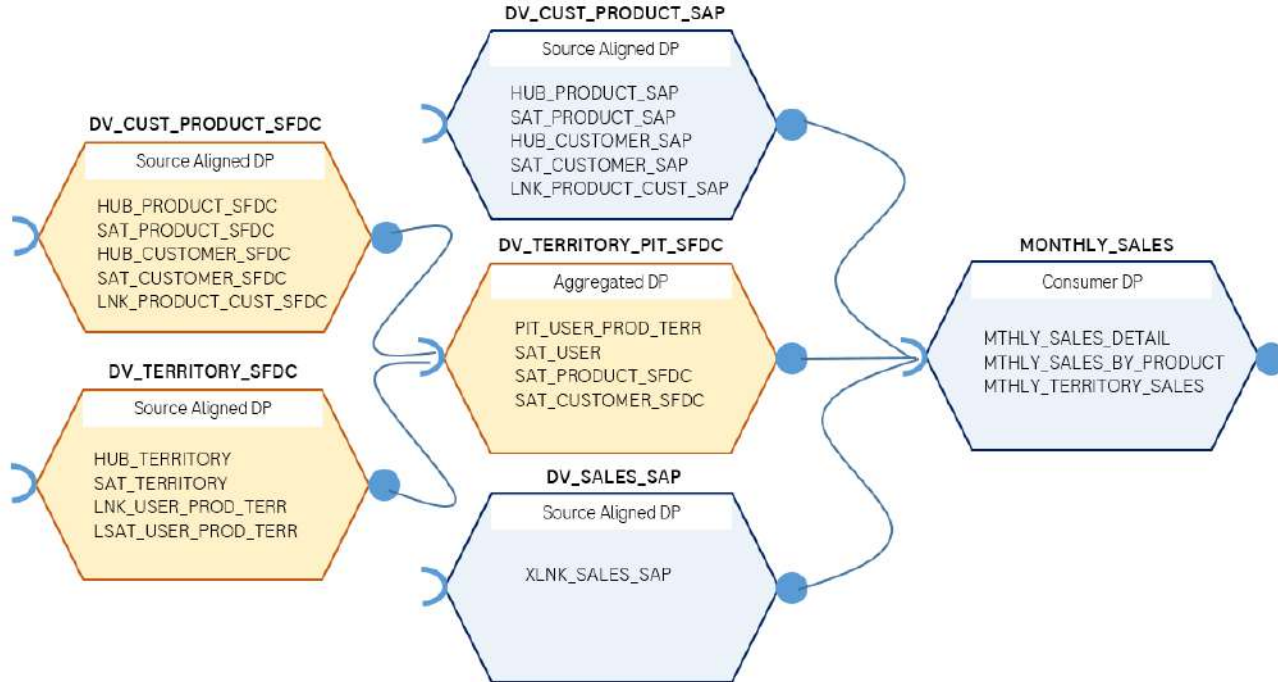 DV_CUST_PRODUCT_SAP
Source Aligned DP
HUB_PRODUCT_SAP
SAT_PRODUCT_SAP
HUB_CUSTOMER_SAP
SAT_CUSTOMER_SAP
LNK_PRODUCT_CUST_SAP
DV_CUST_PRODUCT_SFDC
Source Aligned DP
HUB_PRODUCT_SFDC
SAT_PRODUCT_SFDC
HUB_CUSTOMER_SFDC
SAT_CUSTOMER_SFDC
LNK_PRODUCT_CUST_SFDC
DV_TERRITORY_PIT_SFDC
Aggregated DP
PIT_USER_PROD_TERR
SAT_USER
SAT_PRODUCT_SFDC
SAT_CUSTOMER_SFDC
MONTHLY_SALES
Consumer DP
MTHLY_SALES_DETAIL
MTHLY_SALES_BY_PRODUCT
MTHLY_TERRITORY_SALES
DV_TERRITORY_SFDC
Source Aligned DP
HUB_TERRITORY
SAT_TERRITORY
LNK_USER_PROD_TERR
LSAT_USER_PROD_TERR
DV_SALES_SAP
Source Aligned DP
XLNK_SALES_SAP